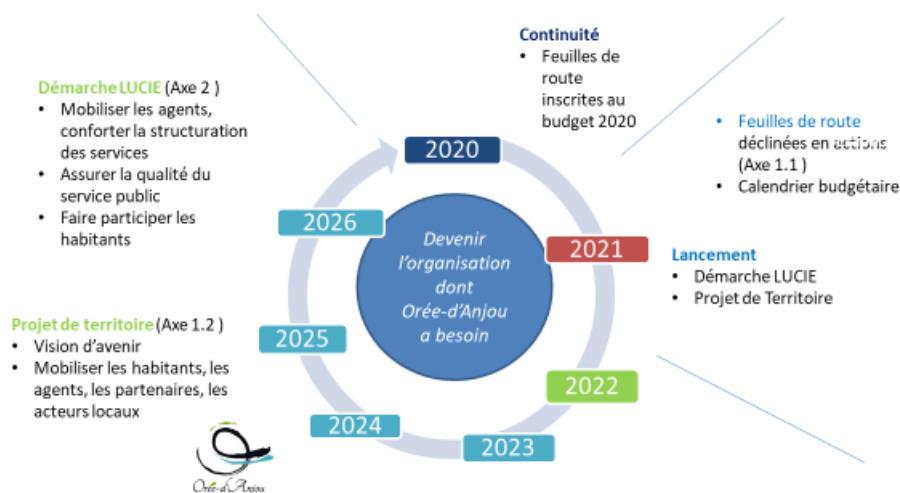 Continuité
• Feuilles de
route
inscrites au
budget 2020
• Feuilles de route
déclinées en actions
(Axe 1.1 )
• Calendrier budgétaire
Lancement
• Démarche LUCIE
• Projet de Territoire
Démarche LUCIE (Axe 2 )
• Mobiliser les agents,
conforter la structuration
des services
• Assurer la qualité du
service public
• Faire participer les
habitants
Projet de territoire (Axe 1.2 )
• Vision d'avenir
• Mobiliser les habitants, les
agents, les partenaires, les
acteurs locaux
2020
2021
2022
2023
2024
2025
2026
Devenir
l'organisation
dont
Orée-d'Anjou
a besoin
Orée-d'Anjou